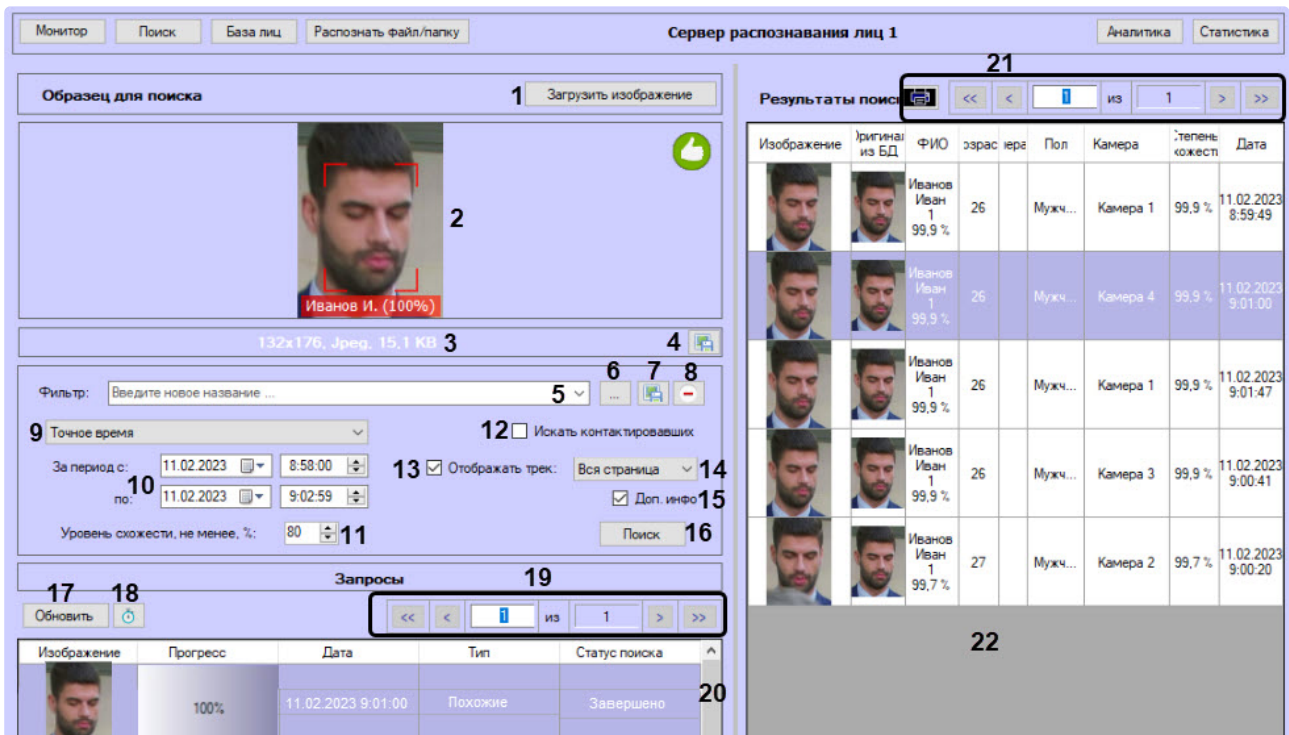 Монитор
Поиск
База лиц
Распознать файл/папку
Сервер распознавания лиц 1
Аналитика
Статистика
Образец для поиска
1
Загрузить изображение
2
Иванов И. (100%)
132x176, Jpeg, 15,1 KB
3
4
Фильтр:
Введите новое название ...
5
6
...
7
8
9
Точное время
12
Искать контактировавших
За период с:
11.02.2023
8:58:00
13
Отображать трек:
Вся страница
14
10
по:
11.02.2023
9:02:59
Доп. инфо
15
Уровень схожести, не менее, %:
80
11
Поиск
16
Запросы
19
17
18
Обновить
<<
<
1
из
1
>
>>
Изображение
Прогресс
Дата
Тип
Статус поиска
100%
11.02.2023 9:01:00
Похожие
Завершено
20
21
Результаты поиск
<<
<
1
из
1
>
>>
Изображение
Оригинал
из БД
ФИО
озрас
нера
Пол
Камера
Степень
хожести
Дата
Иванов
Иван
1
99,9 %
26
Мужч...
Камера 1
99,9 %
11.02.2023
8:59:49
Иванов
Иван
1
99,9 %
26
Мужч...
Камера 4
99,9 %
11.02.2023
9:01:00
Иванов
Иван
1
99,9 %
26
Мужч...
Камера 1
99,9 %
11.02.2023
9:01:47
Иванов
Иван
1
99,9 %
26
Мужч...
Камера 3
99,9 %
11.02.2023
9:00:41
Иванов
Иван
1
99,7 %
27
Мужч...
Камера 2
99,7 %
11.02.2023
9:00:20
22